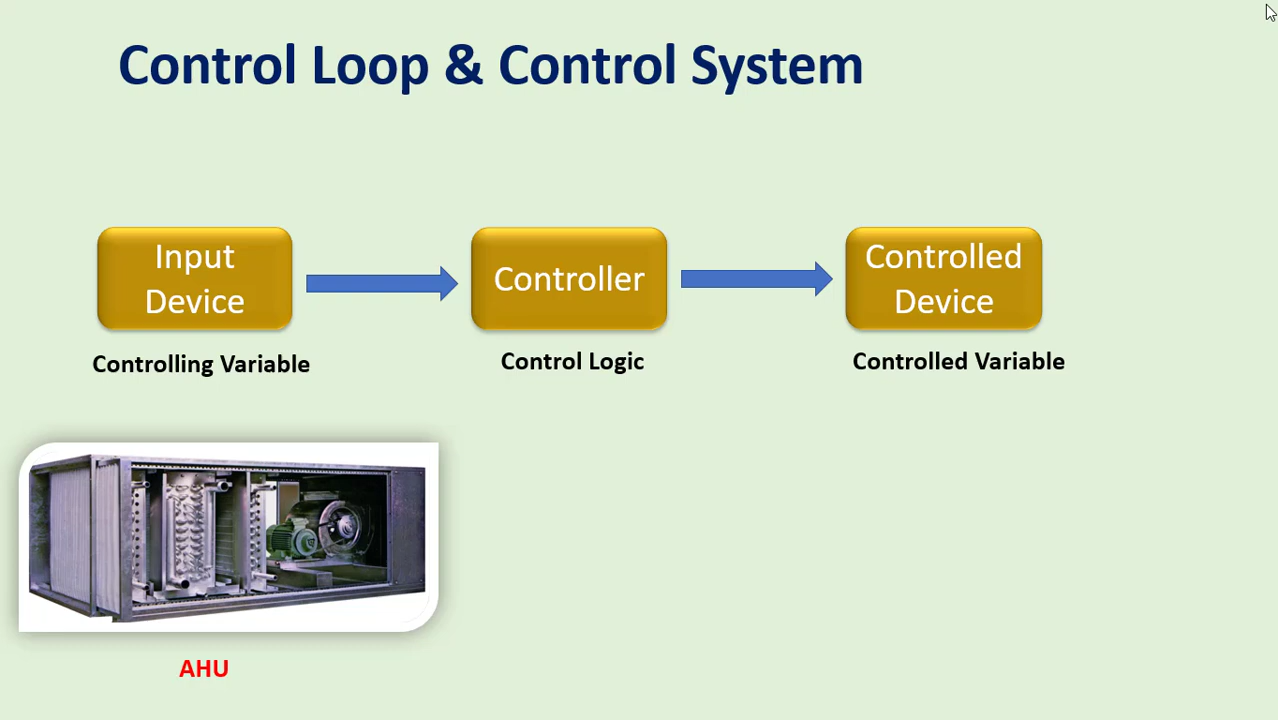 Control Loop & Control System
Input
Device
Controller
Controlled
Device
Controlling Variable
Control Logic
Controlled Variable
AHU